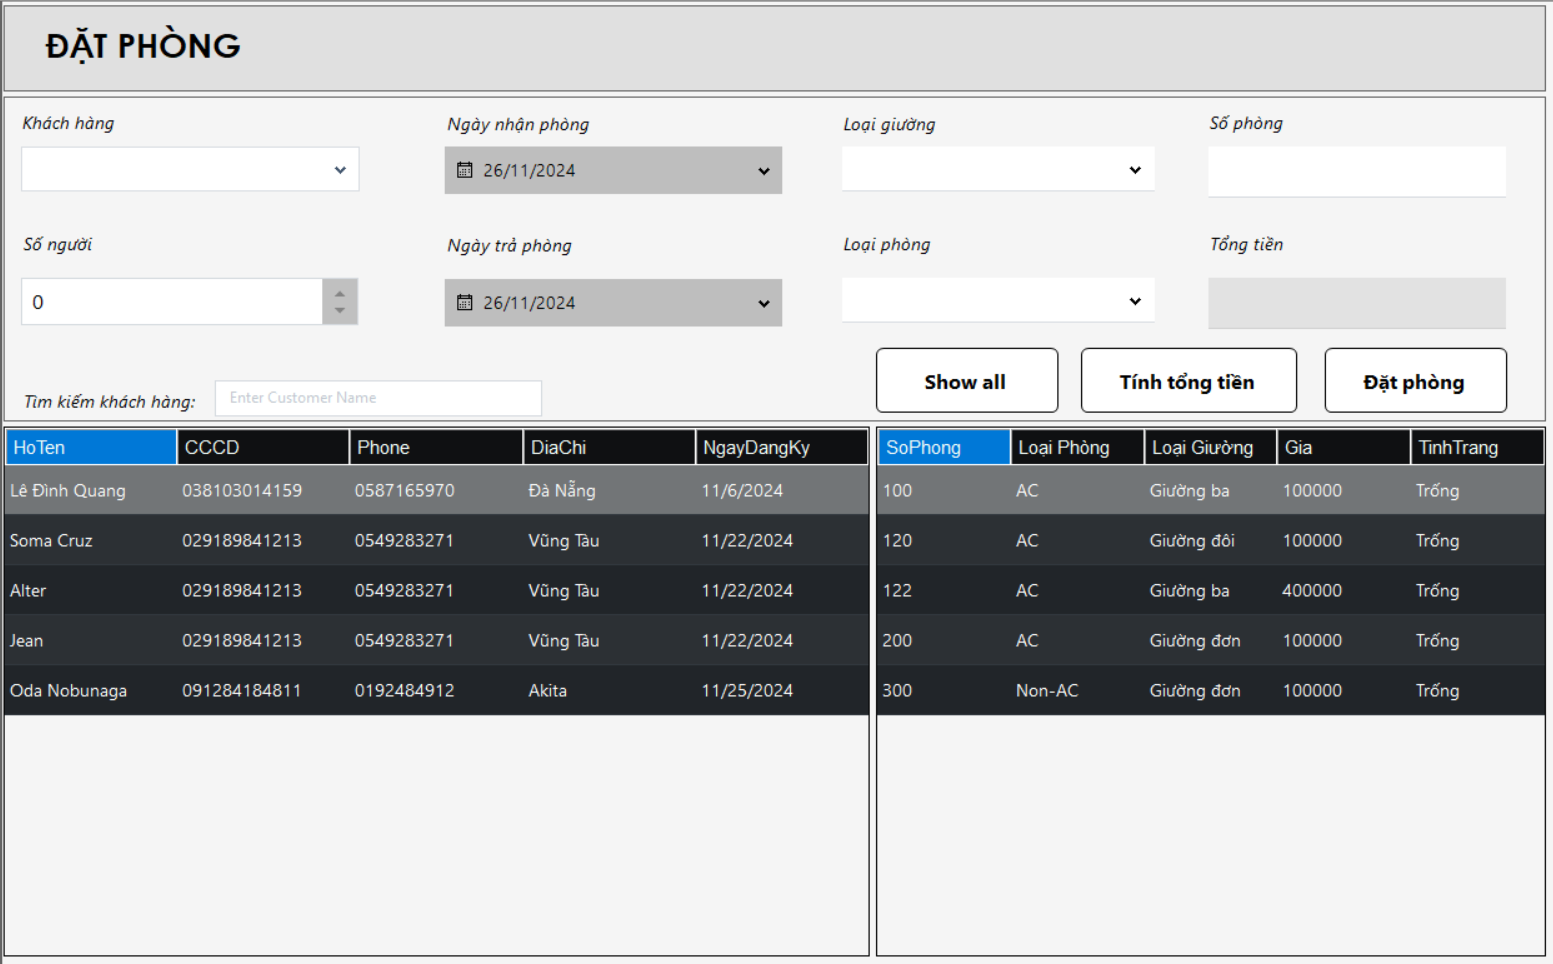 ĐẶT PHÒNG
Khách hàng
Ngày nhận phòng
Loại giường
Số phòng
26/11/2024
Số người
Ngày trả phòng
Loại phòng
Tổng tiền
0
26/11/2024
Show all
Tính tổng tiền
Đặt phòng
Tìm kiếm khách hàng:
Enter Customer Name
HoTen CCCD Phone DiaChi NgayDangKy
Lê Đình Quang 038103014159 0587165970 Đà Nẵng 11/6/2024
Soma Cruz 029189841213 0549283271 Vũng Tàu 11/22/2024
Alter 029189841213 0549283271 Vũng Tàu 11/22/2024
Jean 029189841213 0549283271 Vũng Tàu 11/22/2024
Oda Nobunaga 091284184811 0192484912 Akita 11/25/2024
SoPhong Loại Phòng Loại Giường Gia TinhTrang
100 AC Giường ba 100000 Trống
120 AC Giường đôi 100000 Trống
122 AC Giường ba 400000 Trống
200 AC Giường đơn 100000 Trống
300 Non-AC Giường đơn 100000 Trống